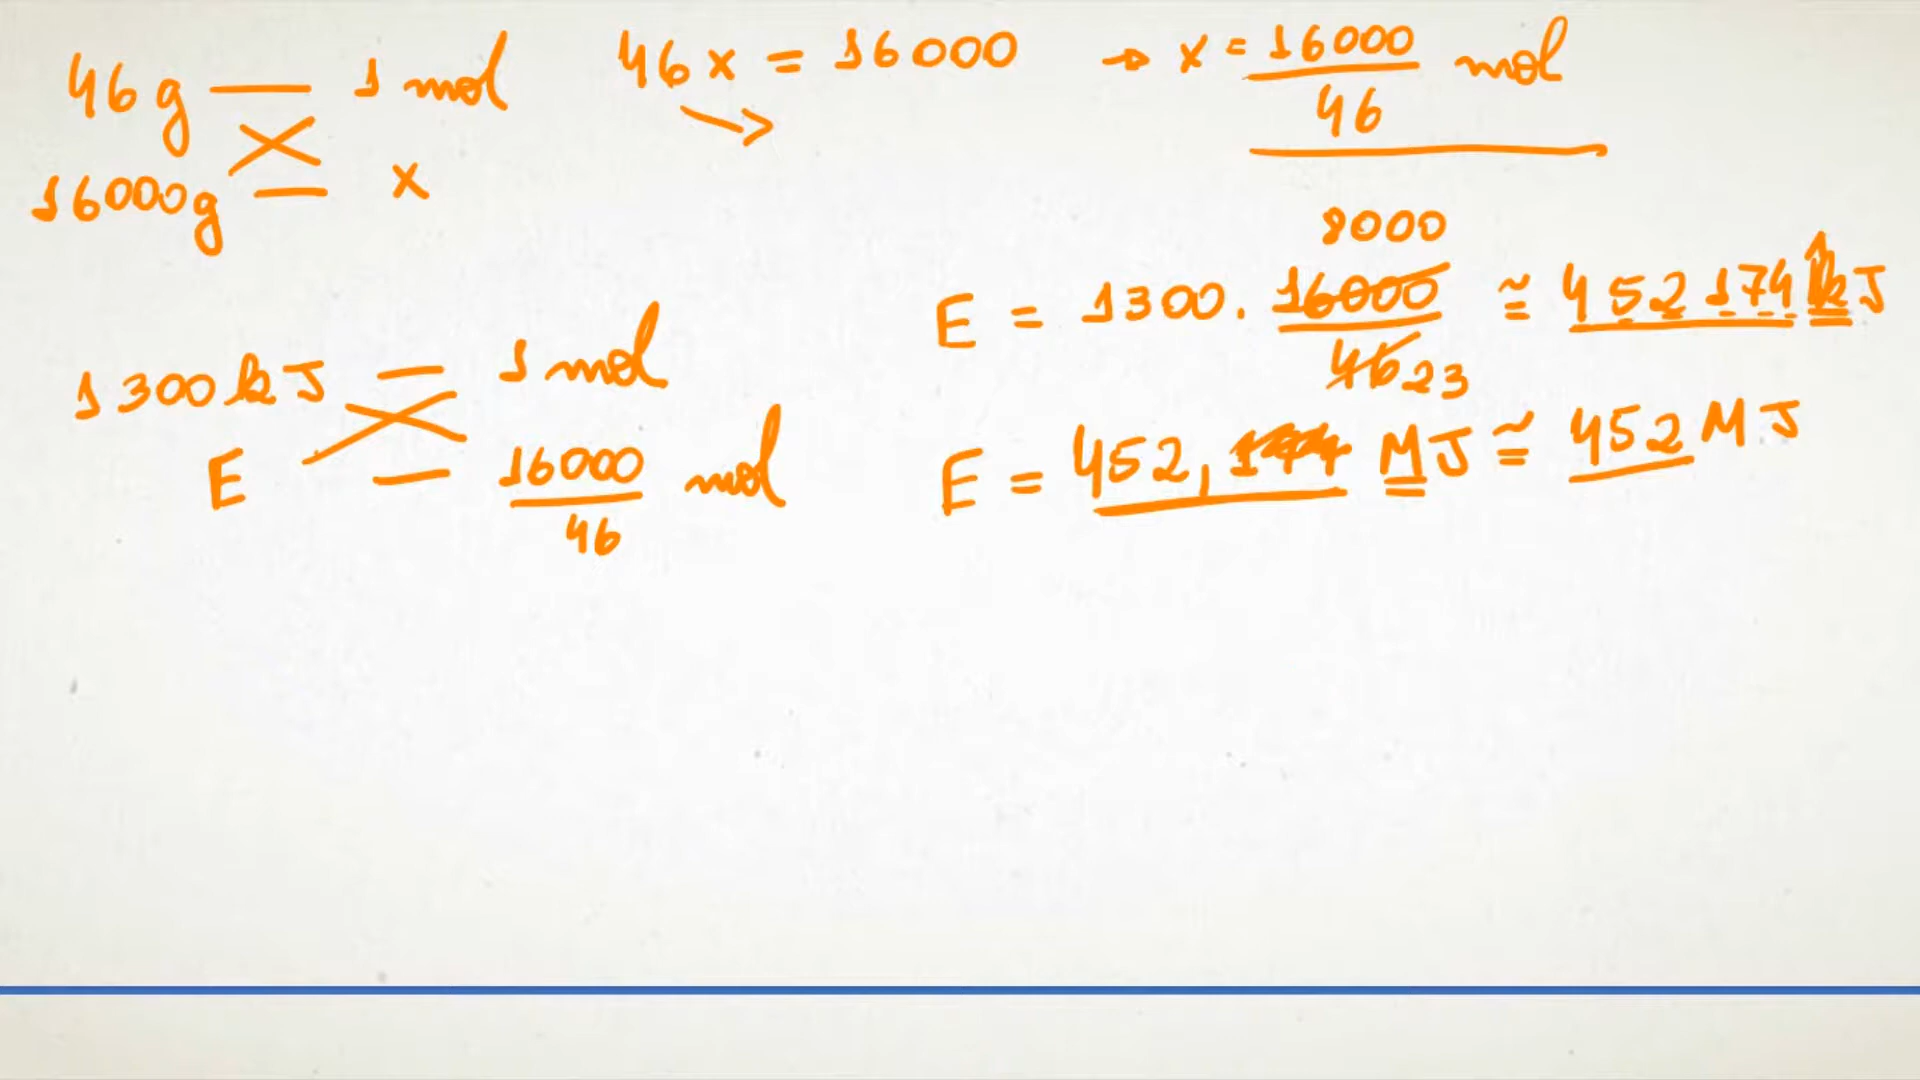 46 g — 1 mol
16000g — x
46 x = 16000 → x = 16000/46 mol
1300 kJ — 1 mol
E — 16000/46 mol
8000
E = 1300 . 16000/46 23 ≅ 452 174 kJ
E = 452, 174 MJ ≅ 452 MJ